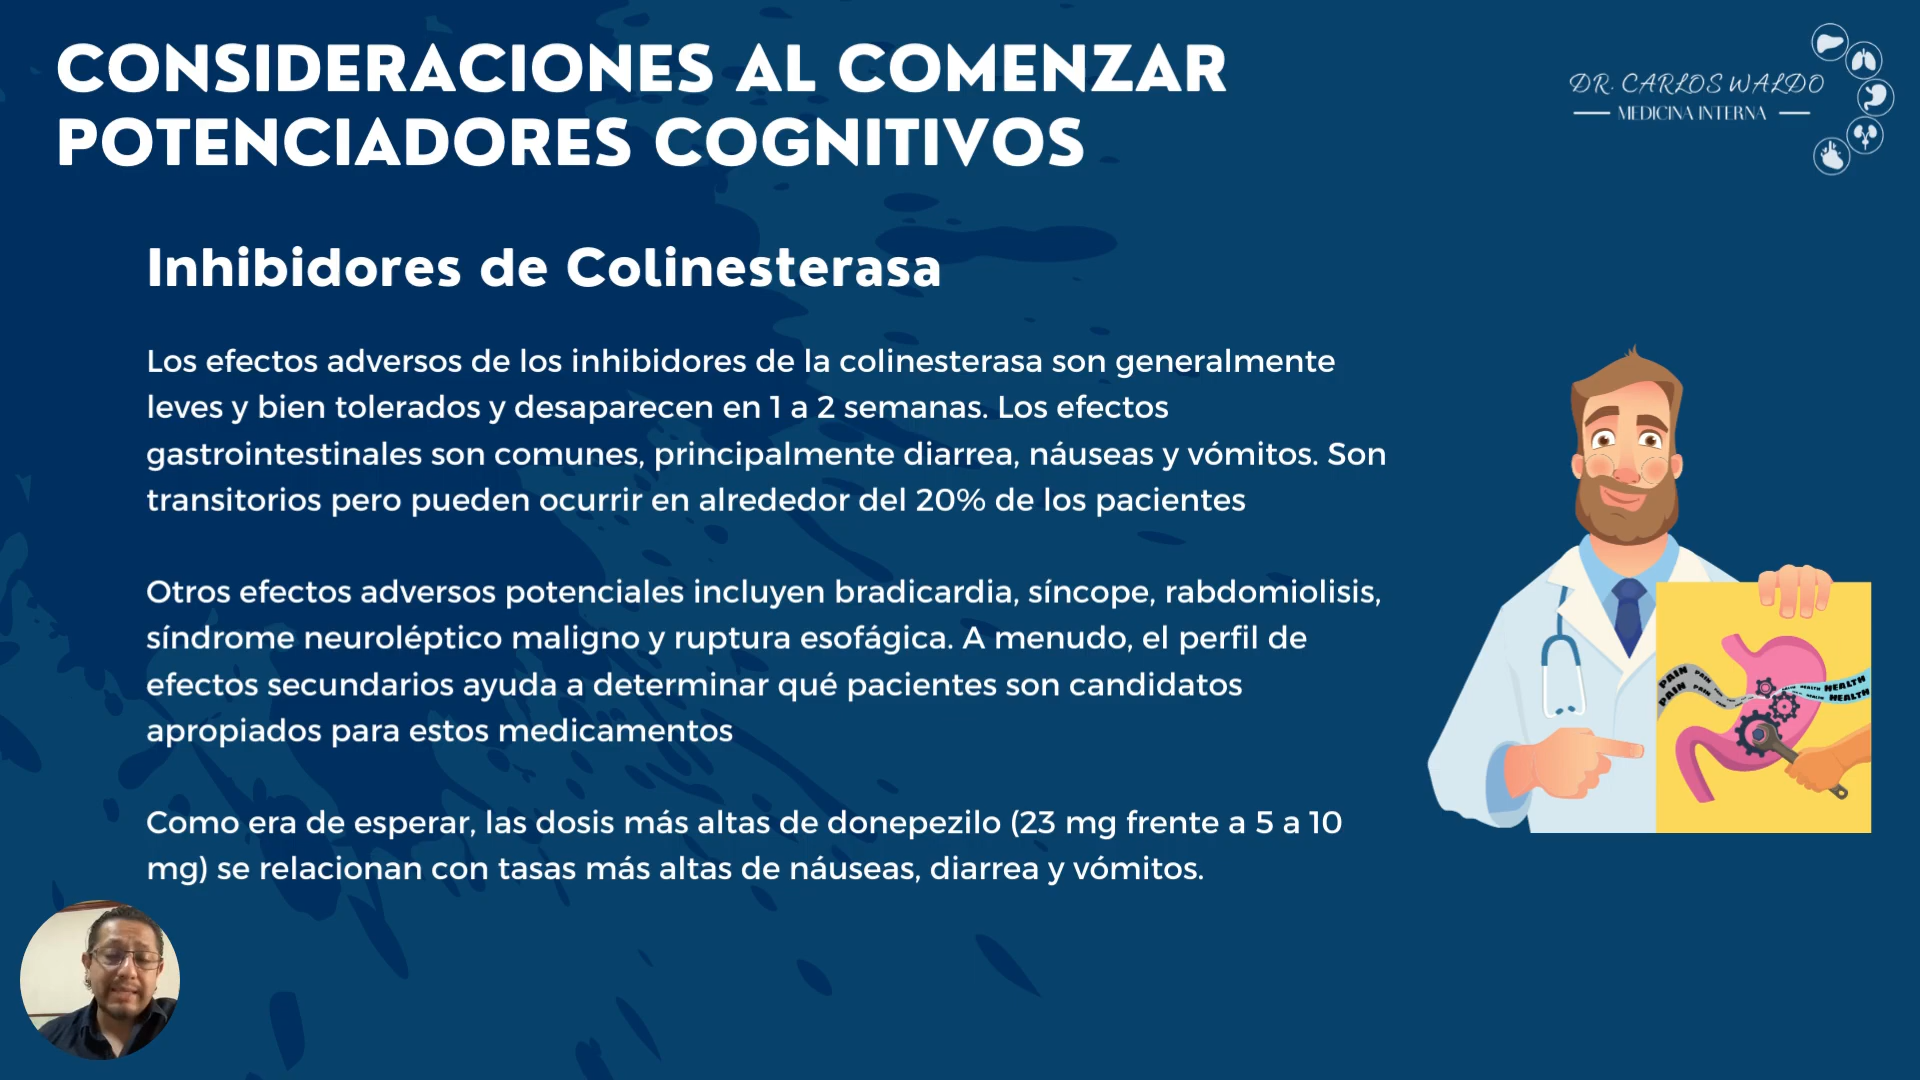 CONSIDERACIONES AL COMENZAR
POTENCIADORES COGNITIVOS
DR. CARLOS WALDO
MEDICINA INTERNA
Inhibidores de Colinesterasa
Los efectos adversos de los inhibidores de la colinesterasa son generalmente
leves y bien tolerados y desaparecen en 1 a 2 semanas. Los efectos
gastrointestinales son comunes, principalmente diarrea, náuseas y vómitos. Son
transitorios pero pueden ocurrir en alrededor del 20% de los pacientes
Otros efectos adversos potenciales incluyen bradicardia, síncope, rabdomiolisis,
síndrome neuroléptico maligno y ruptura esofágica. A menudo, el perfil de
efectos secundarios ayuda a determinar qué pacientes son candidatos
apropiados para estos medicamentos
Como era de esperar, las dosis más altas de donepezilo (23 mg frente a 5 a 10
mg) se relacionan con tasas más altas de náuseas, diarrea y vómitos.
PAIN PAIN
PAIN PAIN
HEALTH HEALTH
HEALTH HEALTH